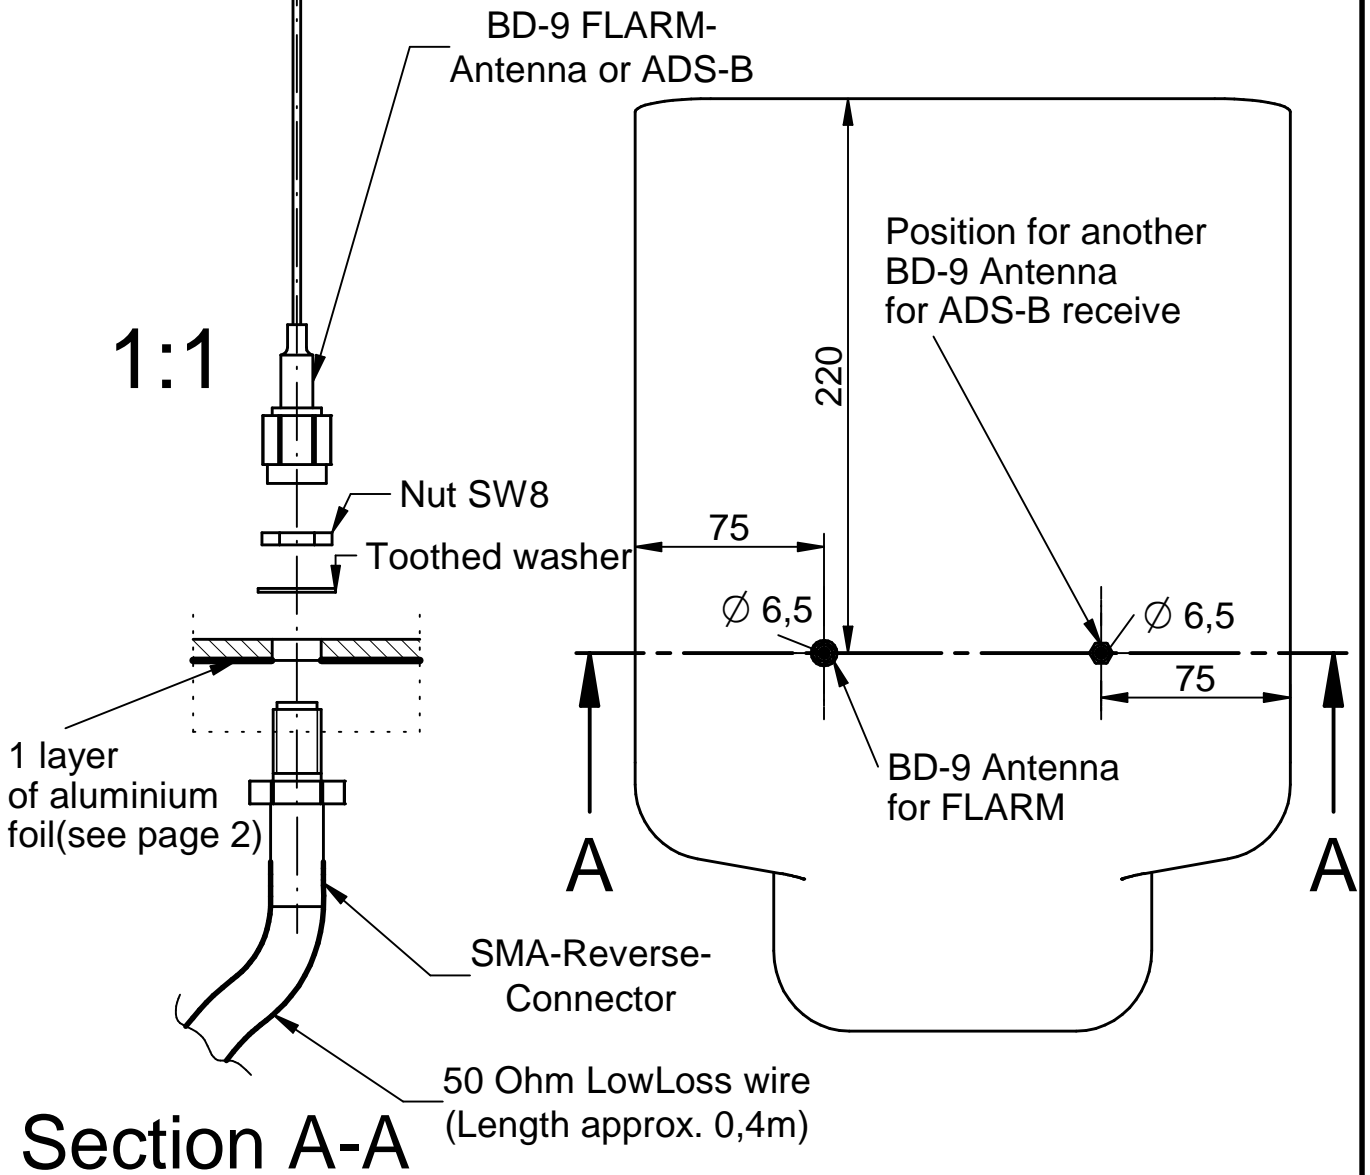 BD-9 FLARM-
Antenna or ADS-B
1:1
Nut SW8
Toothed washer
1 layer
of aluminium
foil(see page 2)
SMA-Reverse-
Connector
50 Ohm LowLoss wire
(Length approx. 0,4m)
Section A-A
220
Position for another
BD-9 Antenna
for ADS-B receive
75
∅ 6,5
∅ 6,5
75
BD-9 Antenna
for FLARM
A
A